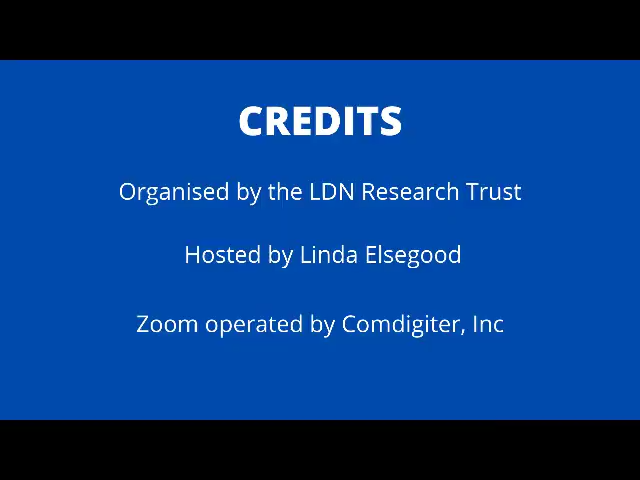 CREDITS
Organised by the LDN Research Trust
Hosted by Linda Elsegood
Zoom operated by Comdigiter, Inc